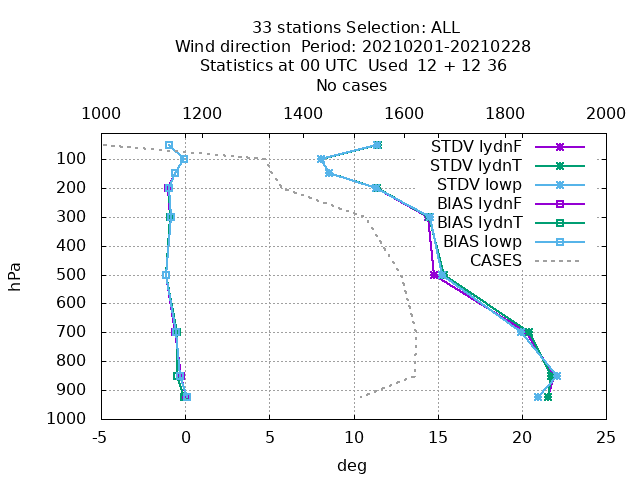 33 stations Selection: ALL
Wind direction  Period: 20210201-20210228
Statistics at 00 UTC  Used  12 + 12 36
No cases
1000 1200 1400 1600 1800 2000
STDV lydnF
STDV lydnT
STDV lowp
BIAS lydnF
BIAS lydnT
BIAS lowp
CASES
hPa
100
200
300
400
500
600
700
800
900
1000
-5 0 5 10 15 20 25
deg